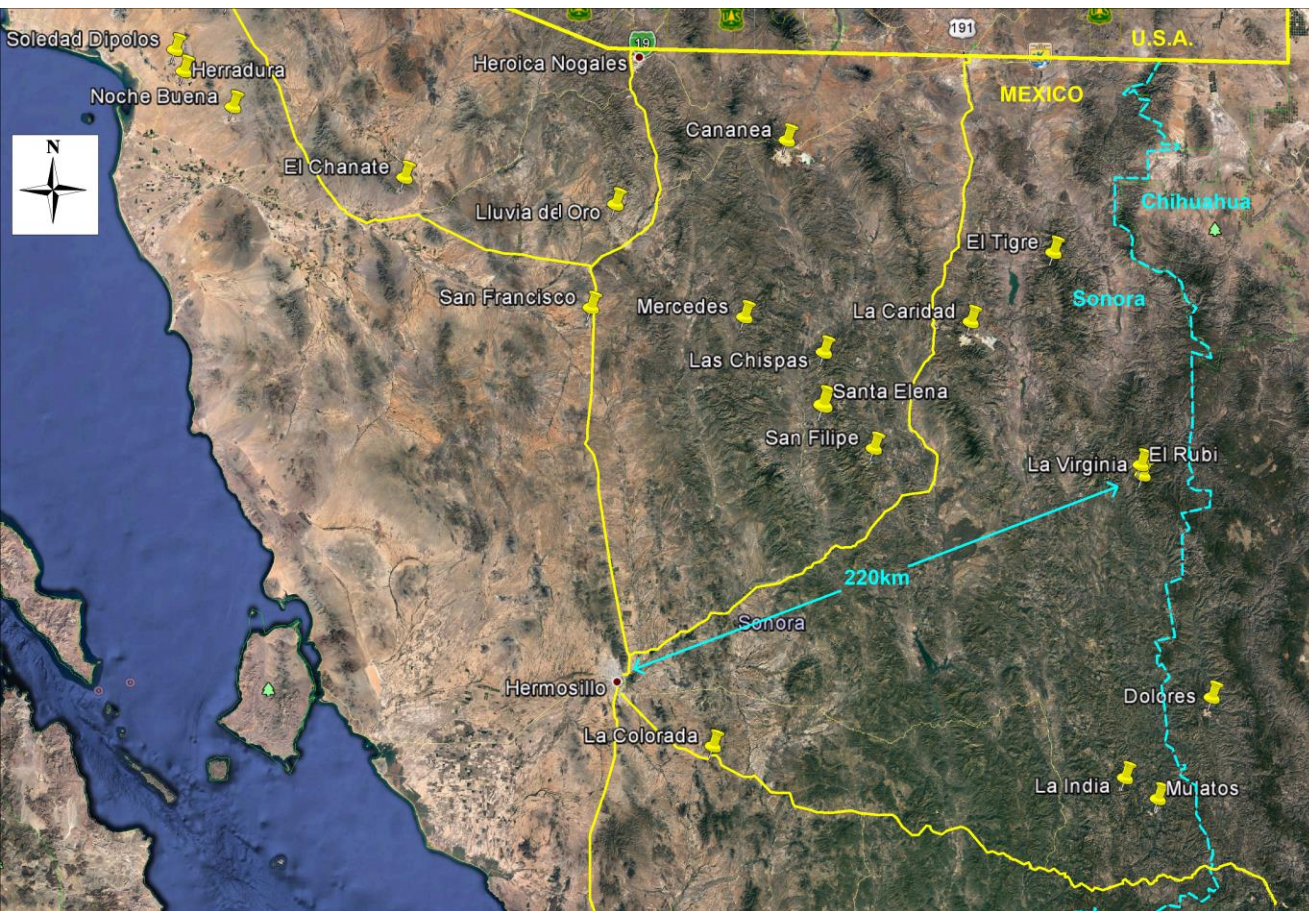 191
U.S.A.
Soledad Dipolos
19
Heroica Nogales
Herradura
MEXICO
Noche Buena
Cananea
N
El Chanate
Chihuahua
Lluvia del Oro
El Tigre
San Francisco
Mercedes
La Caridad
Sonora
Las Chispas
Santa Elena
San Filipe
La Virginia
El Rubi
220km
Sonora
Hermosillo
Dolores
La Colorada
La India
Mulatos